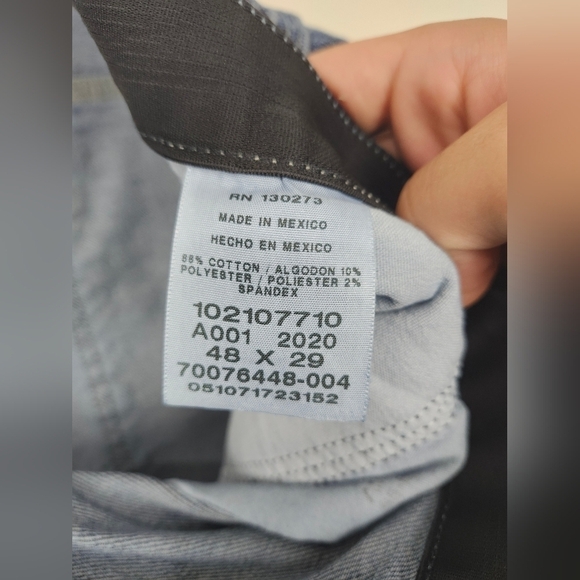 RN 130273
MADE IN MEXICO
HECHO EN MEXICO
88% COTTON / ALGODON 10%
POLYESTER / POLIESTER 2%
SPANDEX
102107710
A001 2020
48 X 29
70076448-004
051071723152